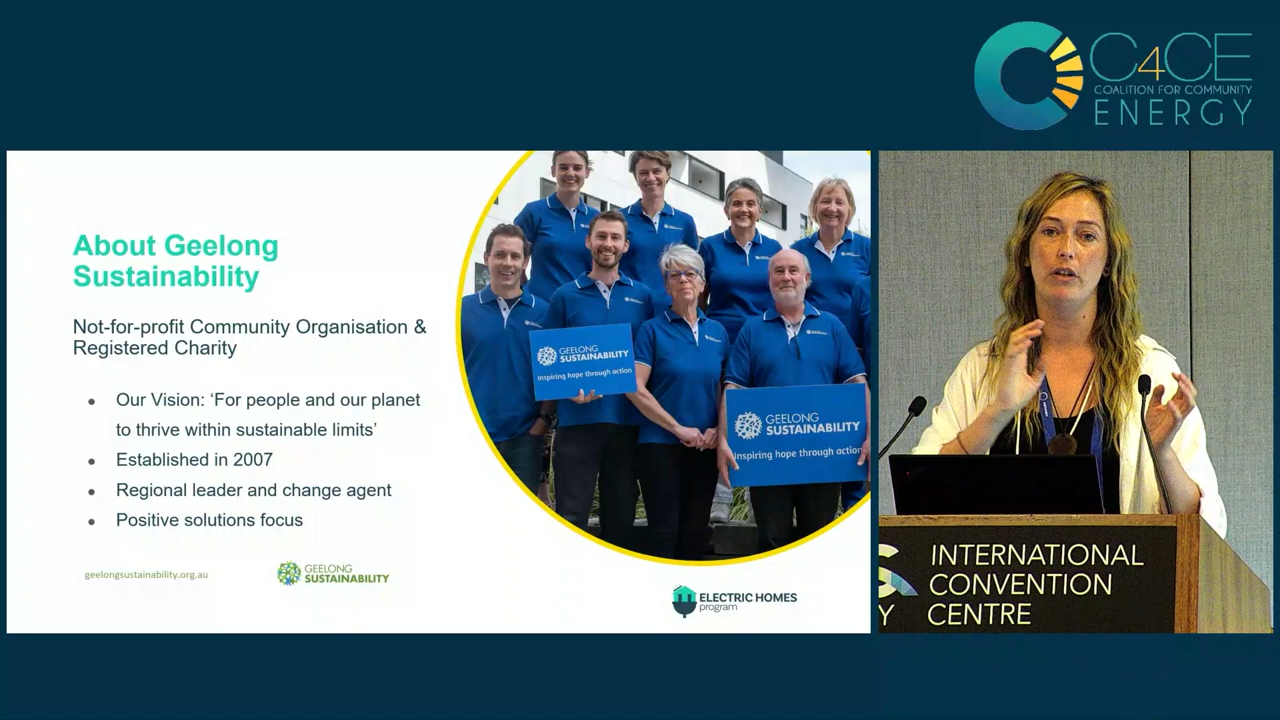 C4CE
COALITION FOR COMMUNITY
ENERGY
About Geelong
Sustainability
Not-for-profit Community Organisation &
Registered Charity
Our Vision: ‘For people and our planet
to thrive within sustainable limits’
Established in 2007
Regional leader and change agent
Positive solutions focus
geelongsustainability.org.au
GEELONG
SUSTAINABILITY
GEELONG
SUSTAINABILITY
Inspiring hope through action
GEELONG
SUSTAINABILITY
Inspiring hope through action
ELECTRIC HOMES
program
INTERNATIONAL
CONVENTION
CENTRE